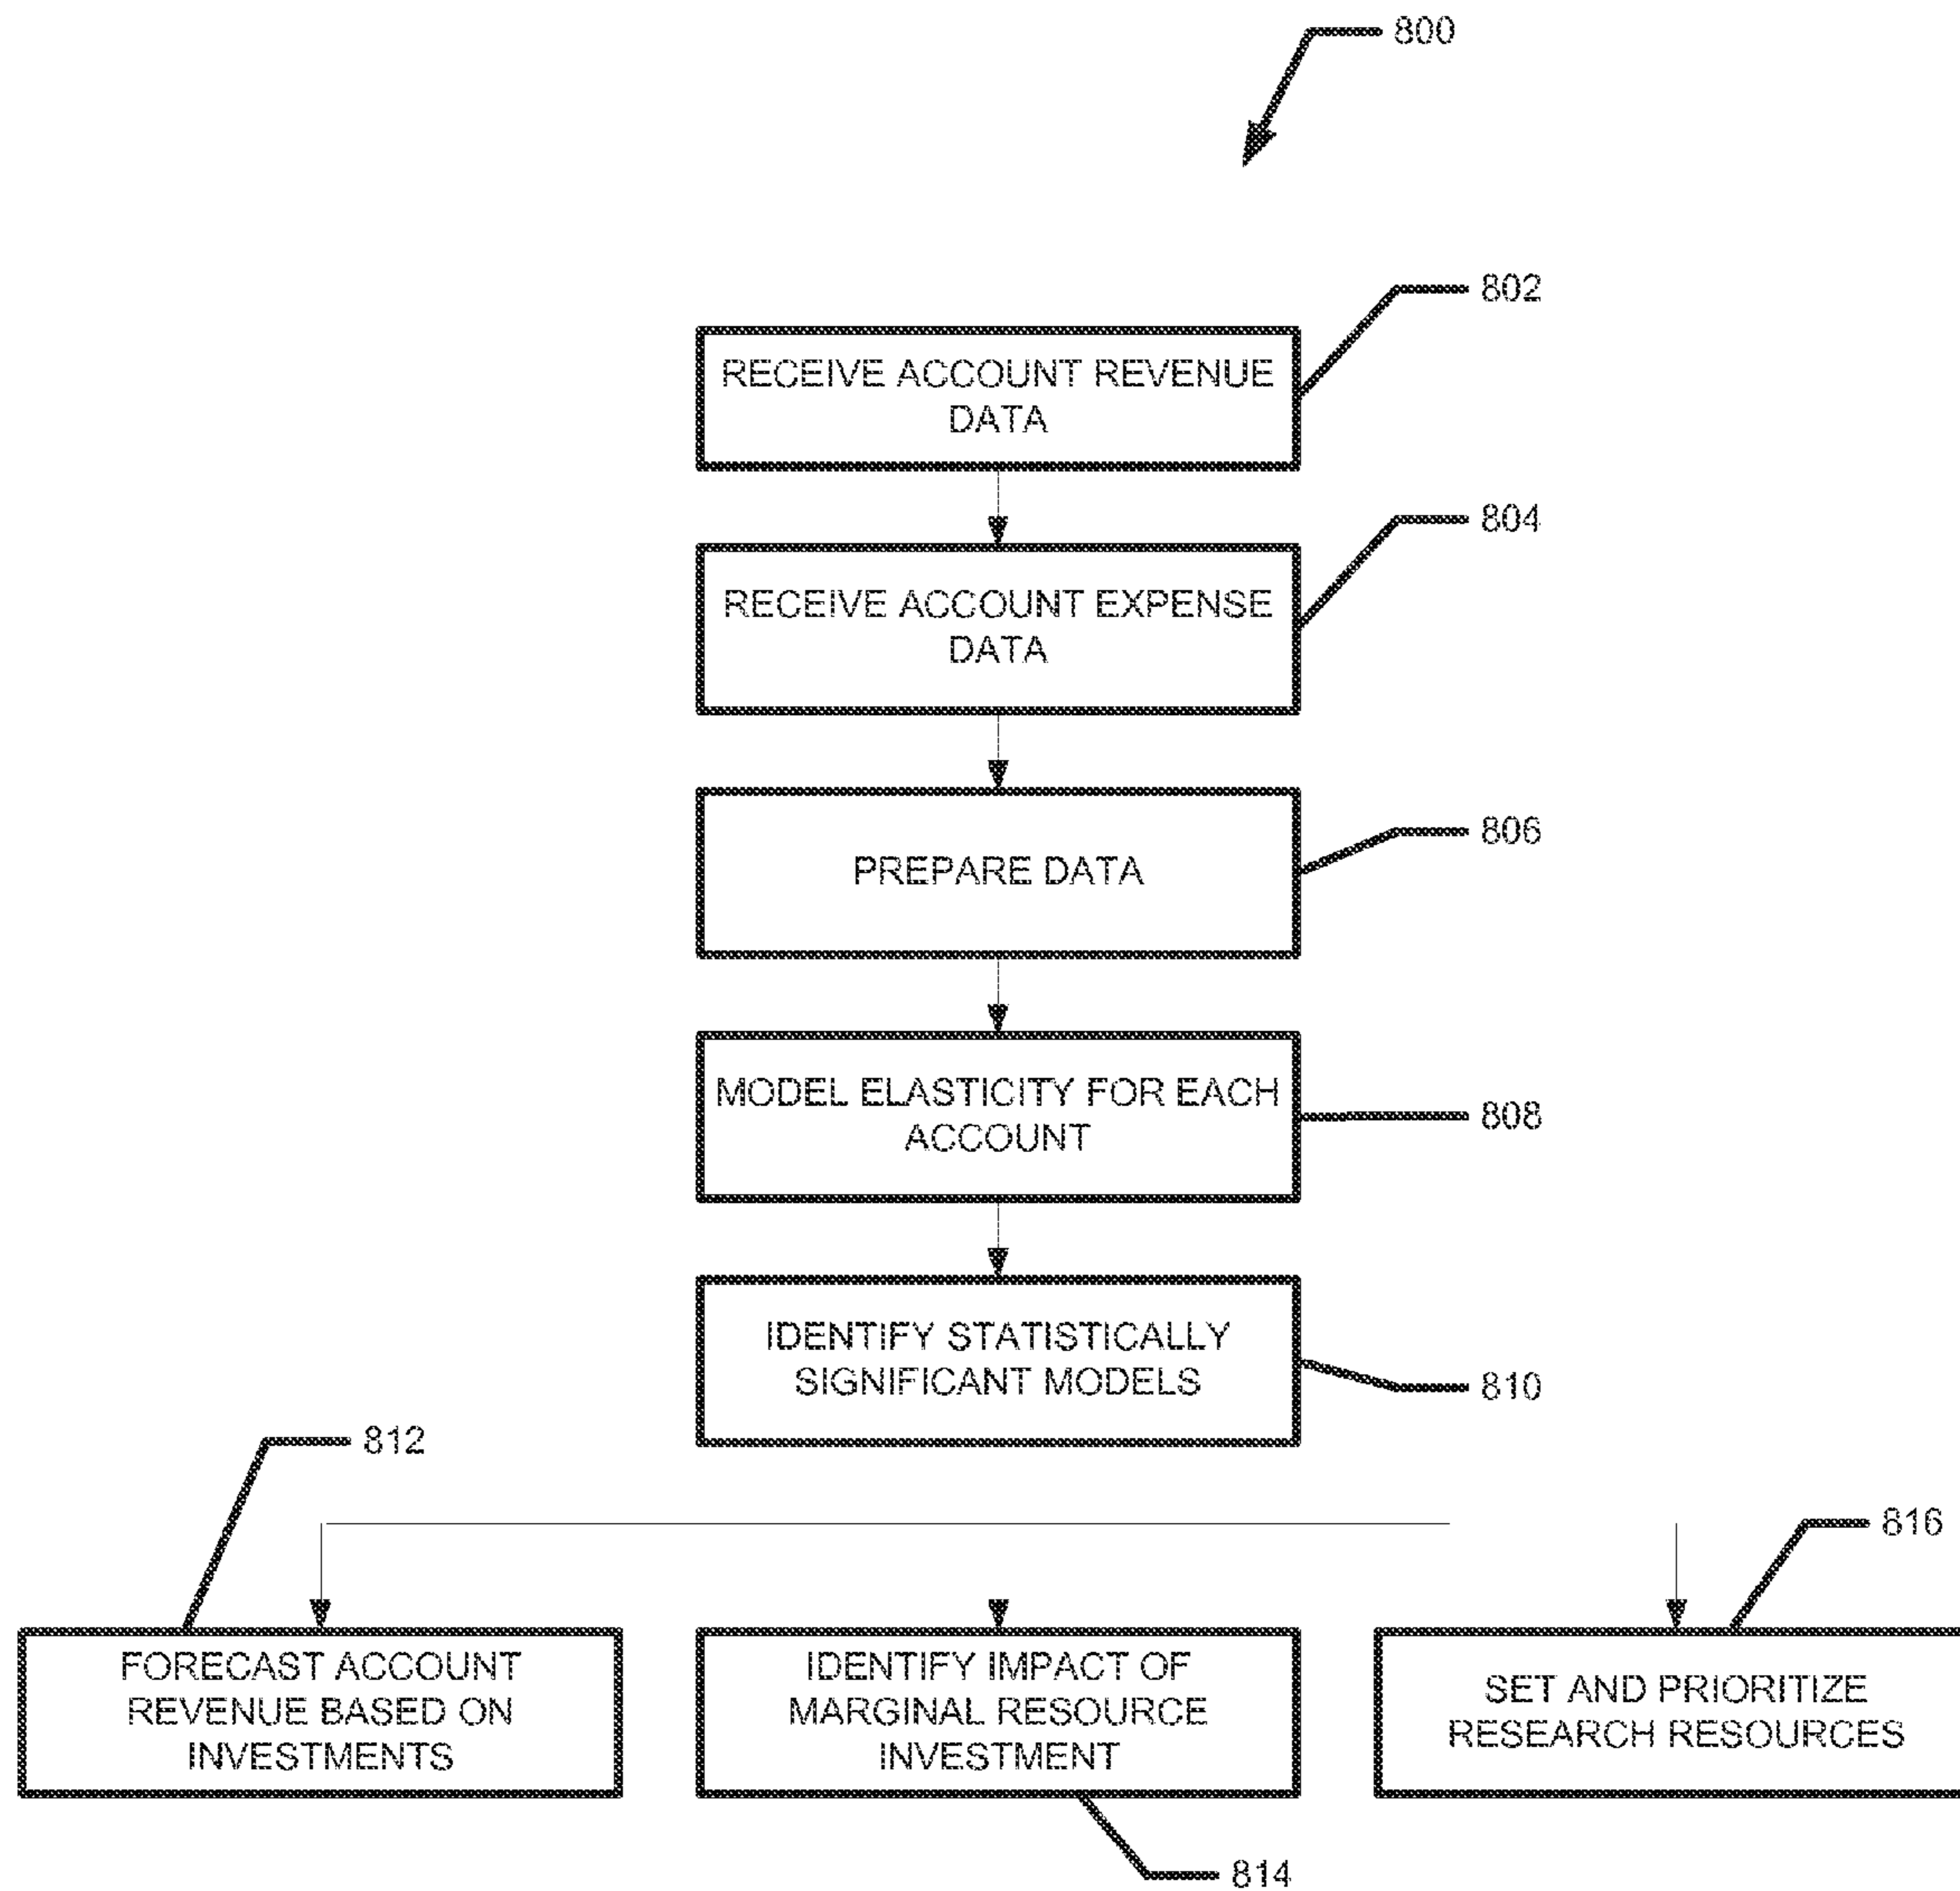 800
802
RECEIVE ACCOUNT REVENUE
DATA
804
RECEIVE ACCOUNT EXPENSE
DATA
806
PREPARE DATA
MODEL ELASTICITY FOR EACH
ACCOUNT
808
IDENTIFY STATISTICALLY
SIGNIFICANT MODELS
810
812
816
FORECAST ACCOUNT
REVENUE BASED ON
INVESTMENTS
IDENTIFY IMPACT OF
MARGINAL RESOURCE
INVESTMENT
SET AND PRIORITIZE
RESEARCH RESOURCES
814